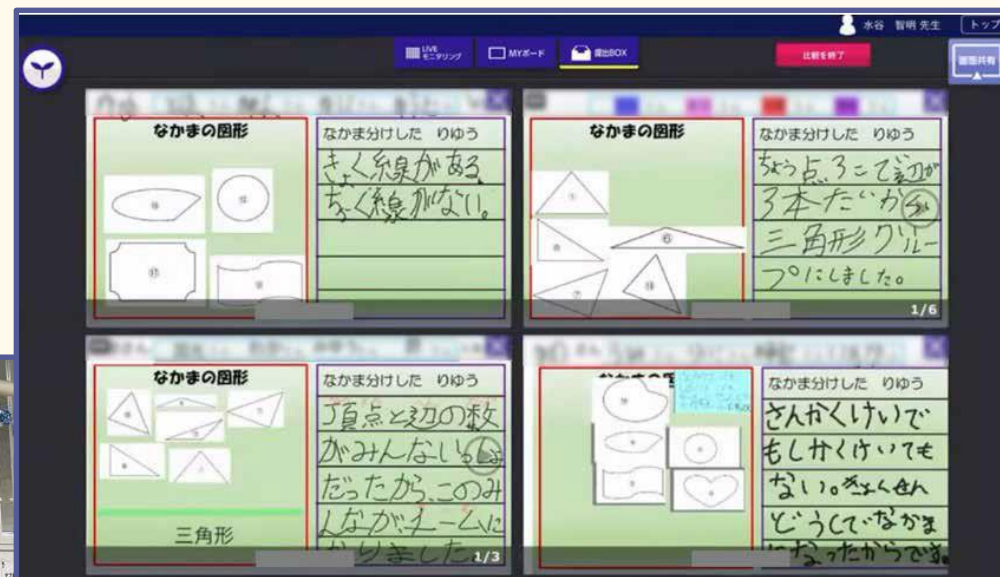 水谷 智明 先生
トップ
LIVE
モニタリング
MYボード
提出BOX
比較を終了
画面共有
なかまの図形
なかま分けした りゆう
きょく線がある
ちょく線がない。
なかまの図形
なかま分けした りゆう
ちょう点3こで辺が
3本だから
三角形グルー
プにしました。
1/6
なかまの図形
三角形
なかま分けした りゆう
頂点と辺の数
がみんないっしょ
だったから、このみ
んながチームに
なりました。
1/3
なかまの図
なかま分けした りゆう
さんかくけいで
もしかくけいでも
ない。きょくせん
どうしでなかま
になったからです。